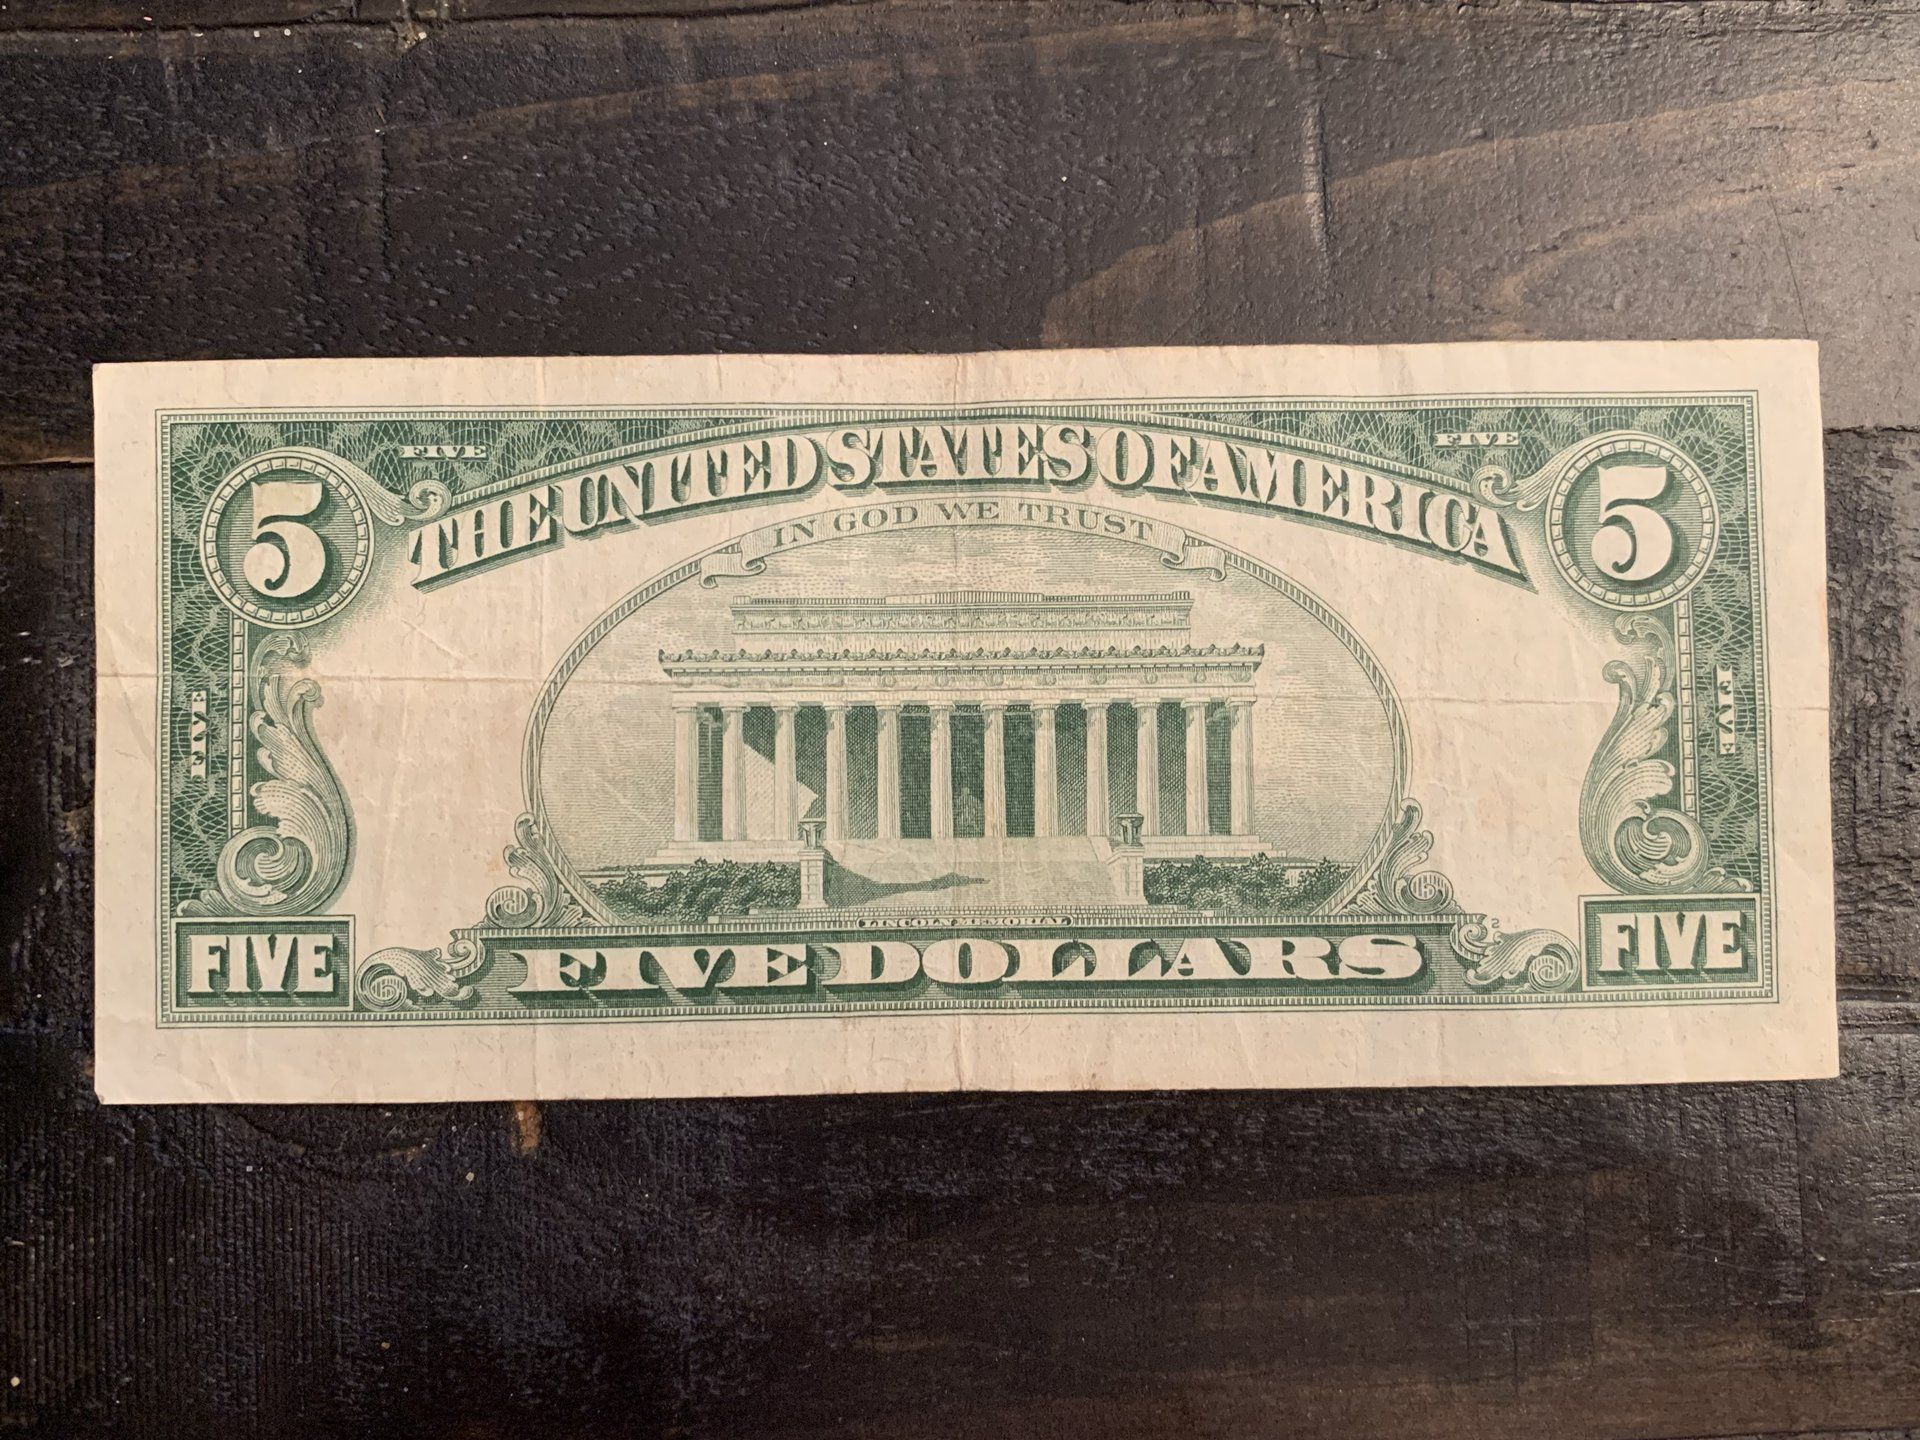 FIVE
FIVE
5
THE UNITED STATES OF AMERICA
5
IN GOD WE TRUST
FIVE
FIVE
LINCOLN MEMORIAL
2
FIVE
FIVE DOLLARS
FIVE